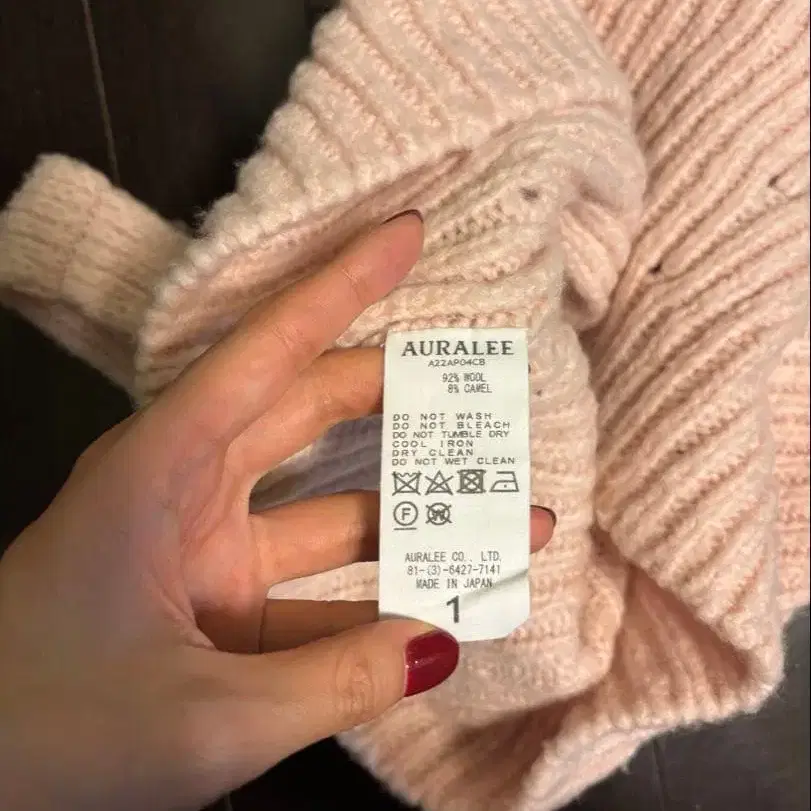 AURALEE
A22AP04CB
92% WOOL
8% CAMEL
DO NOT WASH
DO NOT BLEACH
DO NOT TUMBLE DRY
COOL IRON
DRY CLEAN
DO NOT WET CLEAN
F
W
AURALEE CO., LTD.
81-(3)-6427-7141
MADE IN JAPAN
1